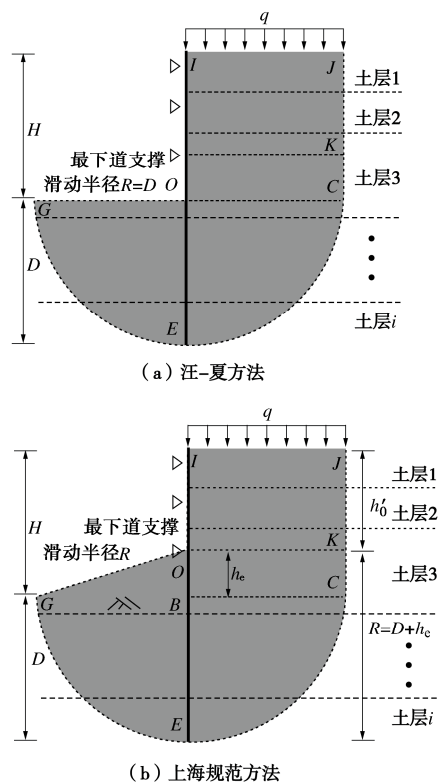 q
I
J
土层1
土层2
H
K
最下道支撑
滑动半径R=D
O
C
土层3
G
D
E
土层i
（a）汪-夏方法
q
I
J
土层1
h′0
土层2
H
最下道支撑
K
滑动半径R
O
he
C
土层3
G
B
R=D+hc
D
E
土层i
（b）上海规范方法